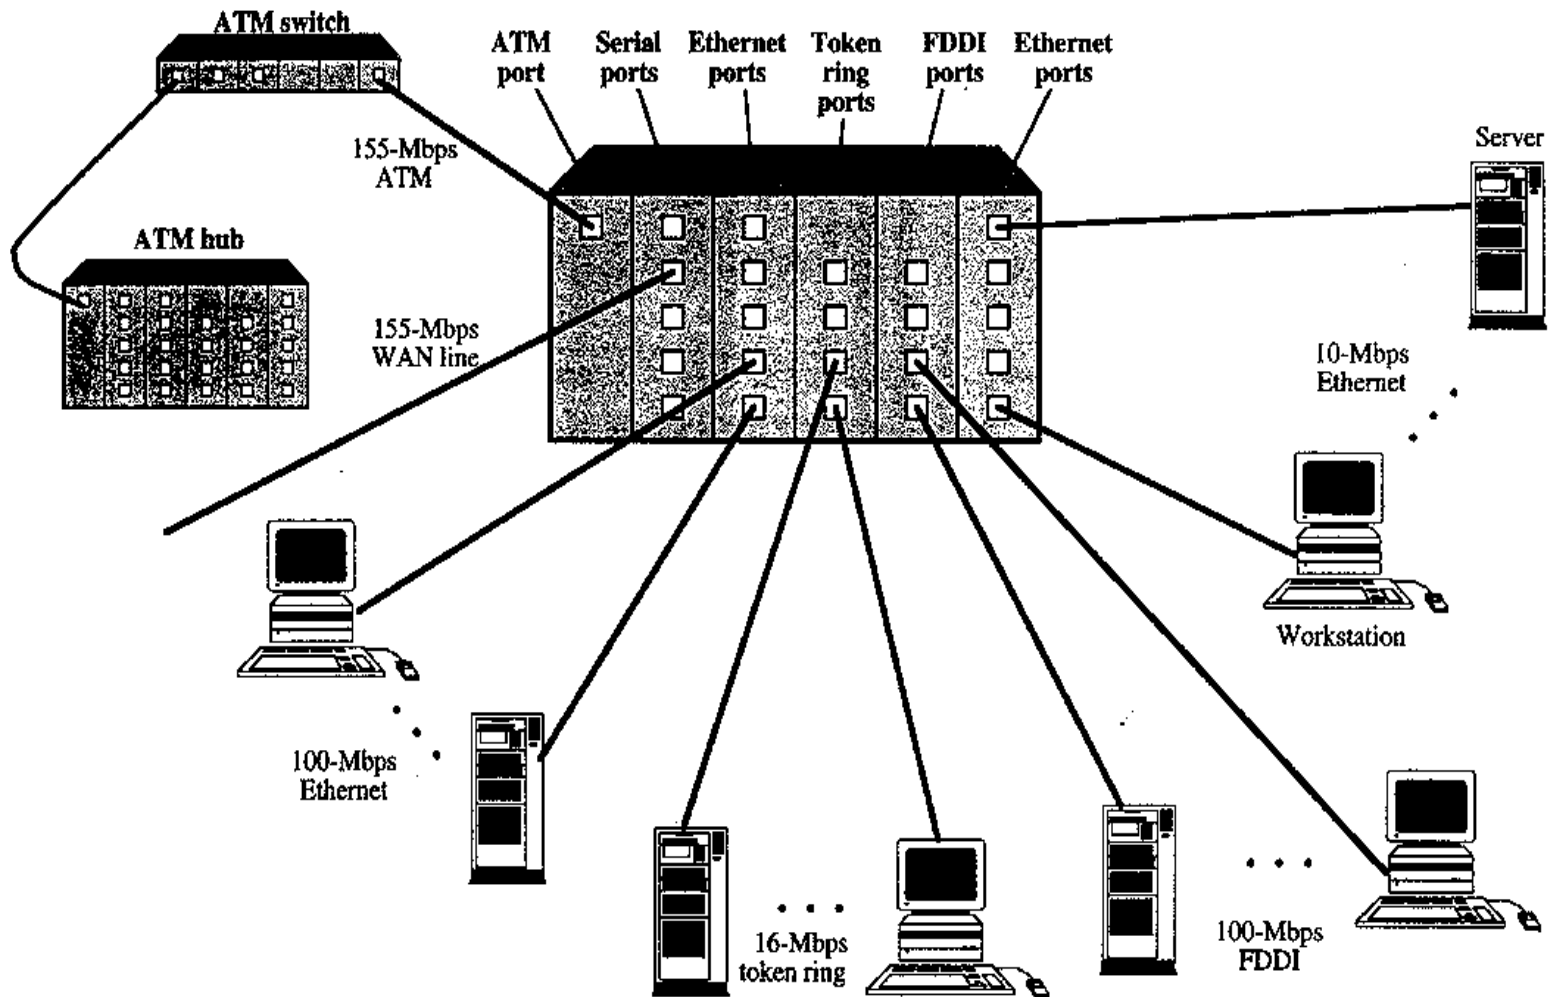 ATM switch
ATM
port
Serial
ports
Ethernet
ports
Token
ring
ports
FDDI
ports
Ethernet
ports
155-Mbps
ATM
Server
ATM hub
155-Mbps
WAN line
10-Mbps
Ethernet
Workstation
100-Mbps
Ethernet
16-Mbps
token ring
100-Mbps
FDDI